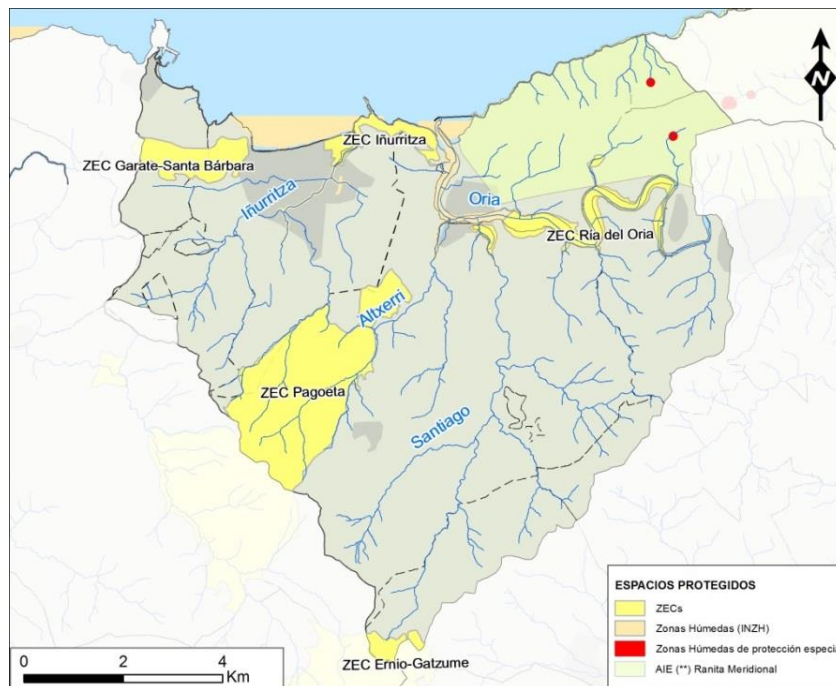 N
ZEC Iñurritza
ZEC Garate-Santa Bárbara
Iñurritza
Oria
ZEC Ría del Oria
Altxerri
ZEC Pagoeta
Santiago
ZEC Ernio-Gatzume
0 2 4
Km
ESPACIOS PROTEGIDOS
ZECs
Zonas Húmedas (INZH)
Zonas Húmedas de protección especia
AIE (**) Ranita Meridional